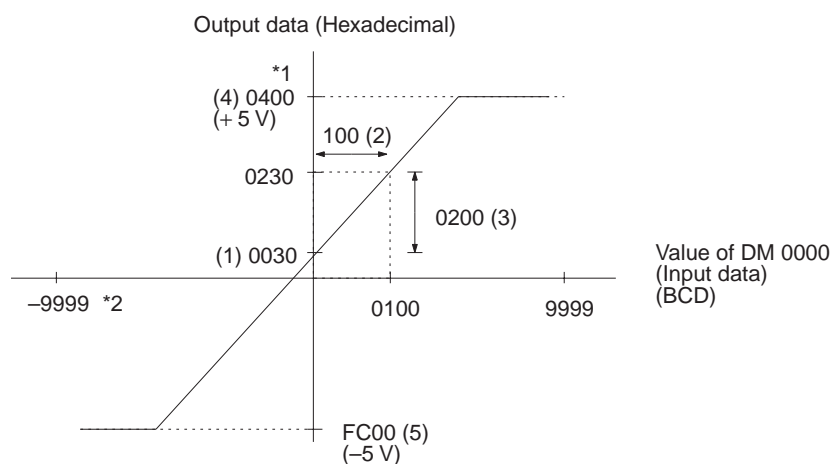 Output data (Hexadecimal)
*1
(4) 0400
(+ 5 V)
100 (2)
0230
0200 (3)
(1) 0030
Value of DM 0000
(Input data)
(BCD)
–9999 *2
0100
9999
FC00 (5)
(–5 V)